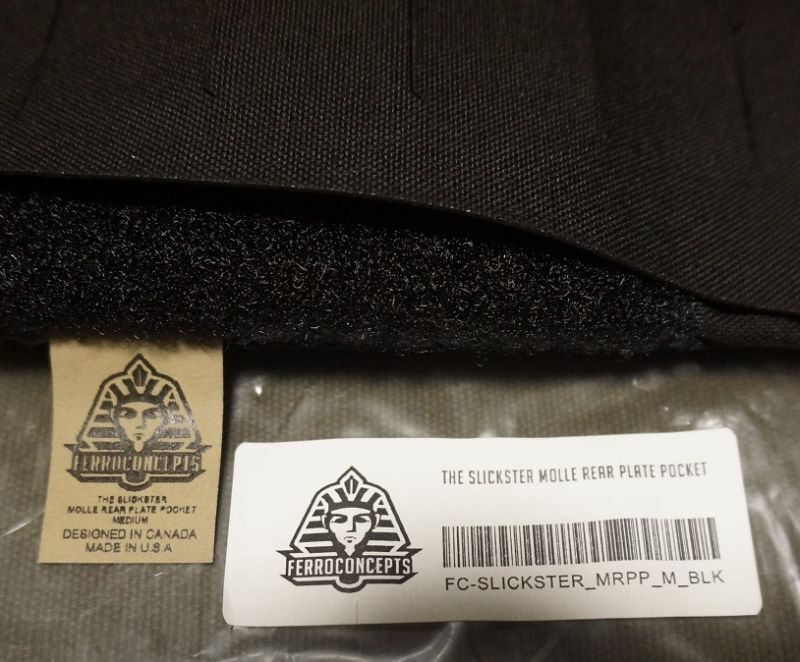 FERROCONCEPTS
THE SLICKSTER
MOLLE REAR PLATE POCKET
MEDIUM
DESIGNED IN CANADA
MADE IN U.S.A
THE SLICKSTER MOLLE REAR PLATE POCKET
FERROCONCEPTS
FC-SLICKSTER_MRPP_M_BLK